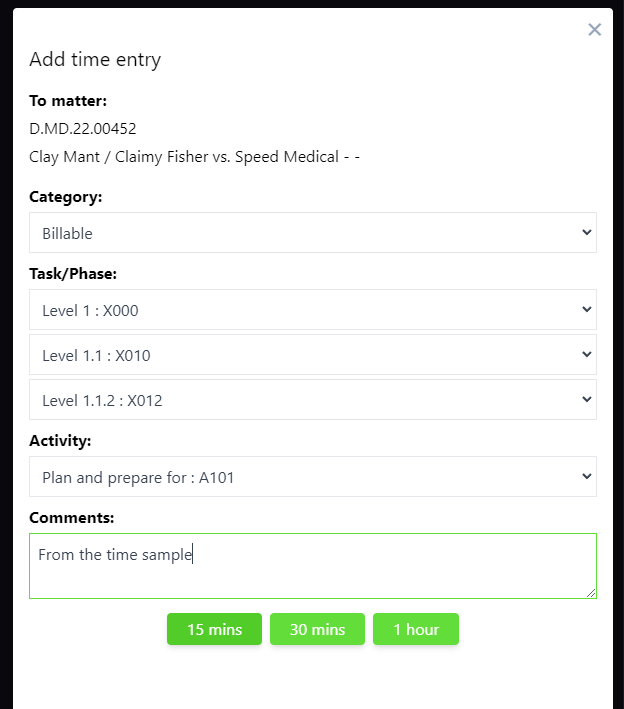 Add time entry
To matter:
D.MD.22.00452
Clay Mant / Claimy Fisher vs. Speed Medical - -
Category:
Billable
Task/Phase:
Level 1 : X000
Level 1.1 : X010
Level 1.1.2 : X012
Activity:
Plan and prepare for : A101
Comments:
From the time sample
15 mins 30 mins 1 hour